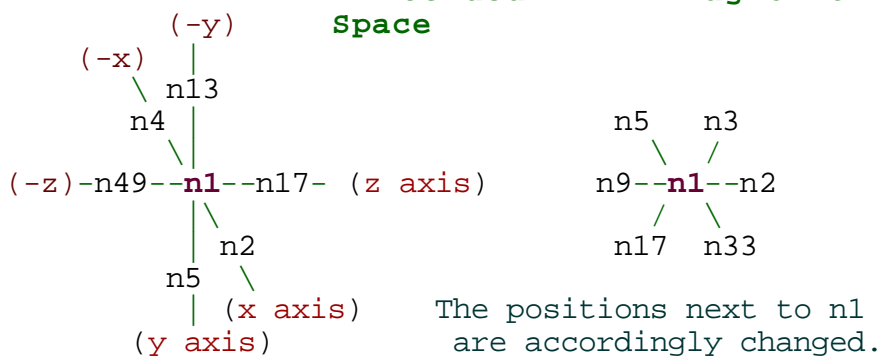 Space
(-y)
(-x)
n13
n4
n5 n3
(-z)-n49--n1--n17- (z axis)
n9--n1--n2
n2
n17 n33
n5
(x axis)
(y axis)
The positions next to n1
are accordingly changed.